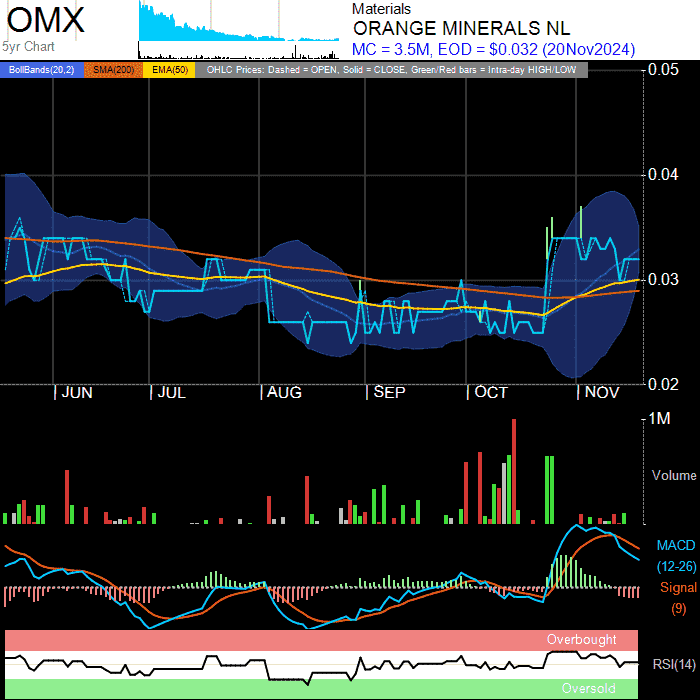 OMX
5yr Chart
Materials
ORANGE MINERALS NL
MC = 3.5M, EOD = $0.032 (20Nov2024)
BollBands(20,2) SMA(200) EMA(50) OHLC Prices: Dashed = OPEN, Solid = CLOSE, Green/Red bars = Intra-day HIGH/LOW
0.05
0.04
0.03
0.02
JUN JUL AUG SEP OCT NOV
1M
Volume
MACD
(12-26)
Signal
(9)
Overbought
RSI(14)
Oversold